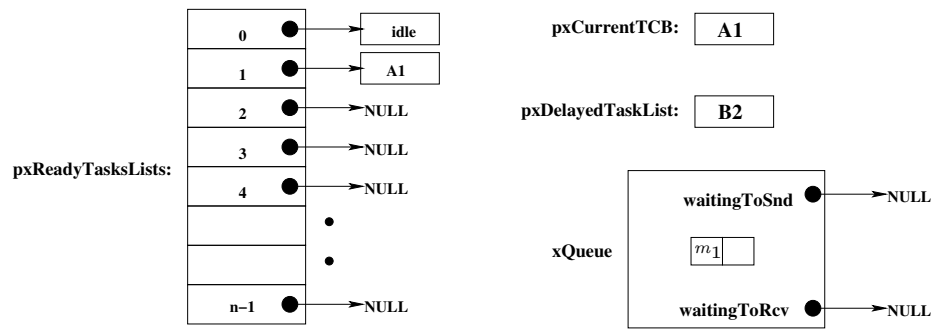 pxReadyTasksLists:
0 idle
1 A1
2 NULL
3 NULL
4 NULL
n−1 NULL
pxCurrentTCB: A1
pxDelayedTaskList: B2
xQueue
waitingToSnd NULL
m1
waitingToRcv NULL